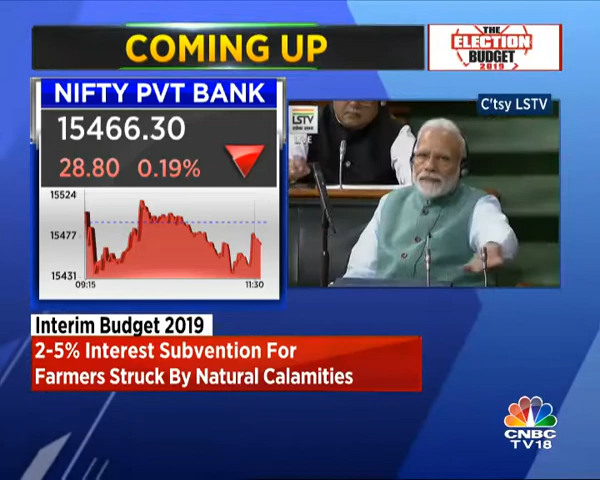 COMING UP
THE
ELECTION
BUDGET
2019
NIFTY PVT BANK
15466.30
28.80 0.19%
15524
15477
15431
09:15 11:30
C'tsy LSTV
LSTV
LIVE
Interim Budget 2019
2-5% Interest Subvention For
Farmers Struck By Natural Calamities
CNBC
TV18